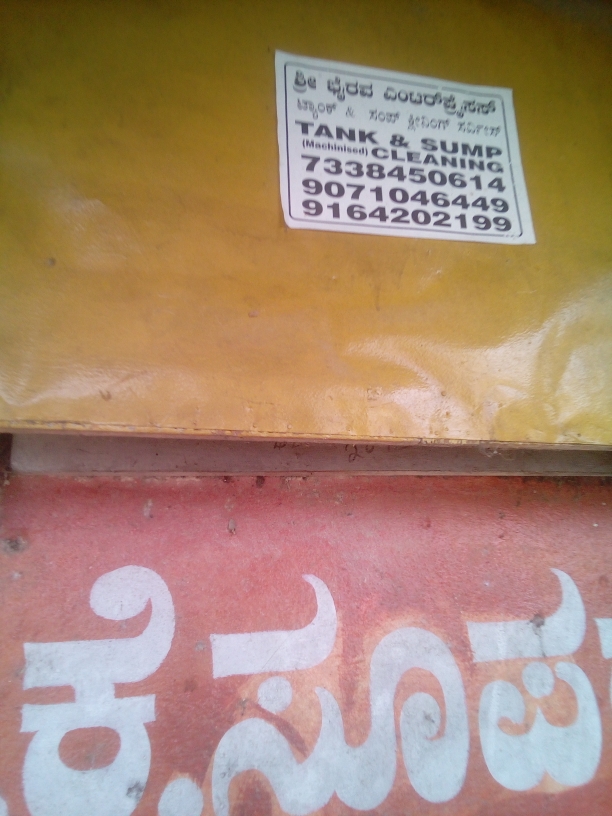 ಶ್ರೀ ಭೈರವ ಎಂಟರ್‌ಪ್ರೈಸಸ್
ಟ್ಯಾಂಕ್ & ಸಂಪ್ ಕ್ಲೀನಿಂಗ್ ಸರ್ವೀಸ್
TANK & SUMP
(Machinised) CLEANING
7338450614
9071046449
9164202199
.ಕೆ.ಸೂಪ